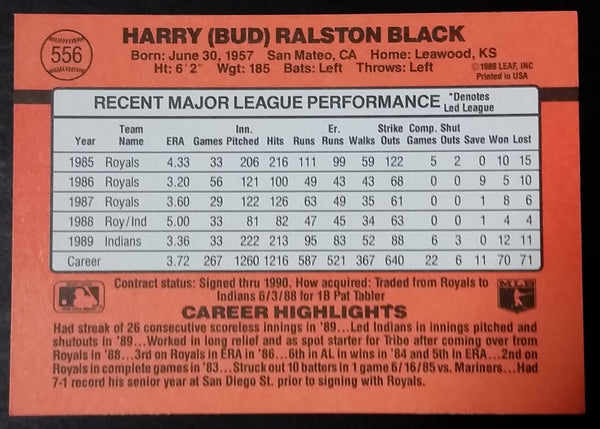 556
HARRY (BUD) RALSTON BLACK
Born: June 30, 1957 San Mateo, CA Home: Leawood, KS
Ht: 6'2" Wgt: 185 Bats: Left Throws: Left
©1989 LEAF, INC
Printed in USA
RECENT MAJOR LEAGUE PERFORMANCE *Denotes Led League
Year Team Name ERA Games Inn. Pitched Hits Runs Er. Runs Walks Strike Outs Comp. Games Shut Outs Save Won Lost
1985 Royals 4.33 33 206 216 111 99 59 122 5 2 0 10 15
1986 Royals 3.20 56 121 100 49 43 43 68 0 0 9 5 10
1987 Royals 3.60 29 122 126 63 49 35 61 0 0 1 8 6
1988 Roy/Ind 5.00 33 81 82 47 45 34 63 0 0 1 4 4
1989 Indians 3.36 33 222 213 95 83 52 88 6 3 0 12 11
Career 3.72 267 1260 1216 587 521 367 640 22 6 11 70 71
Contract status: Signed thru 1990. How acquired: Traded from Royals to
Indians 6/3/88 for 1B Pat Tabler
MLB
CAREER HIGHLIGHTS
Had streak of 26 consecutive scoreless innings in '89...Led Indians in innings pitched and
shutouts in '89...Worked in long relief and as spot starter for Tribe after coming over from
Royals in '88...3rd on Royals in ERA in '86...6th in AL in wins in '84 and 5th in ERA...2nd on
Royals in complete games in '83...Struck out 10 batters in 1 game 6/16/85 vs. Mariners...Had
7-1 record his senior year at San Diego St. prior to signing with Royals.